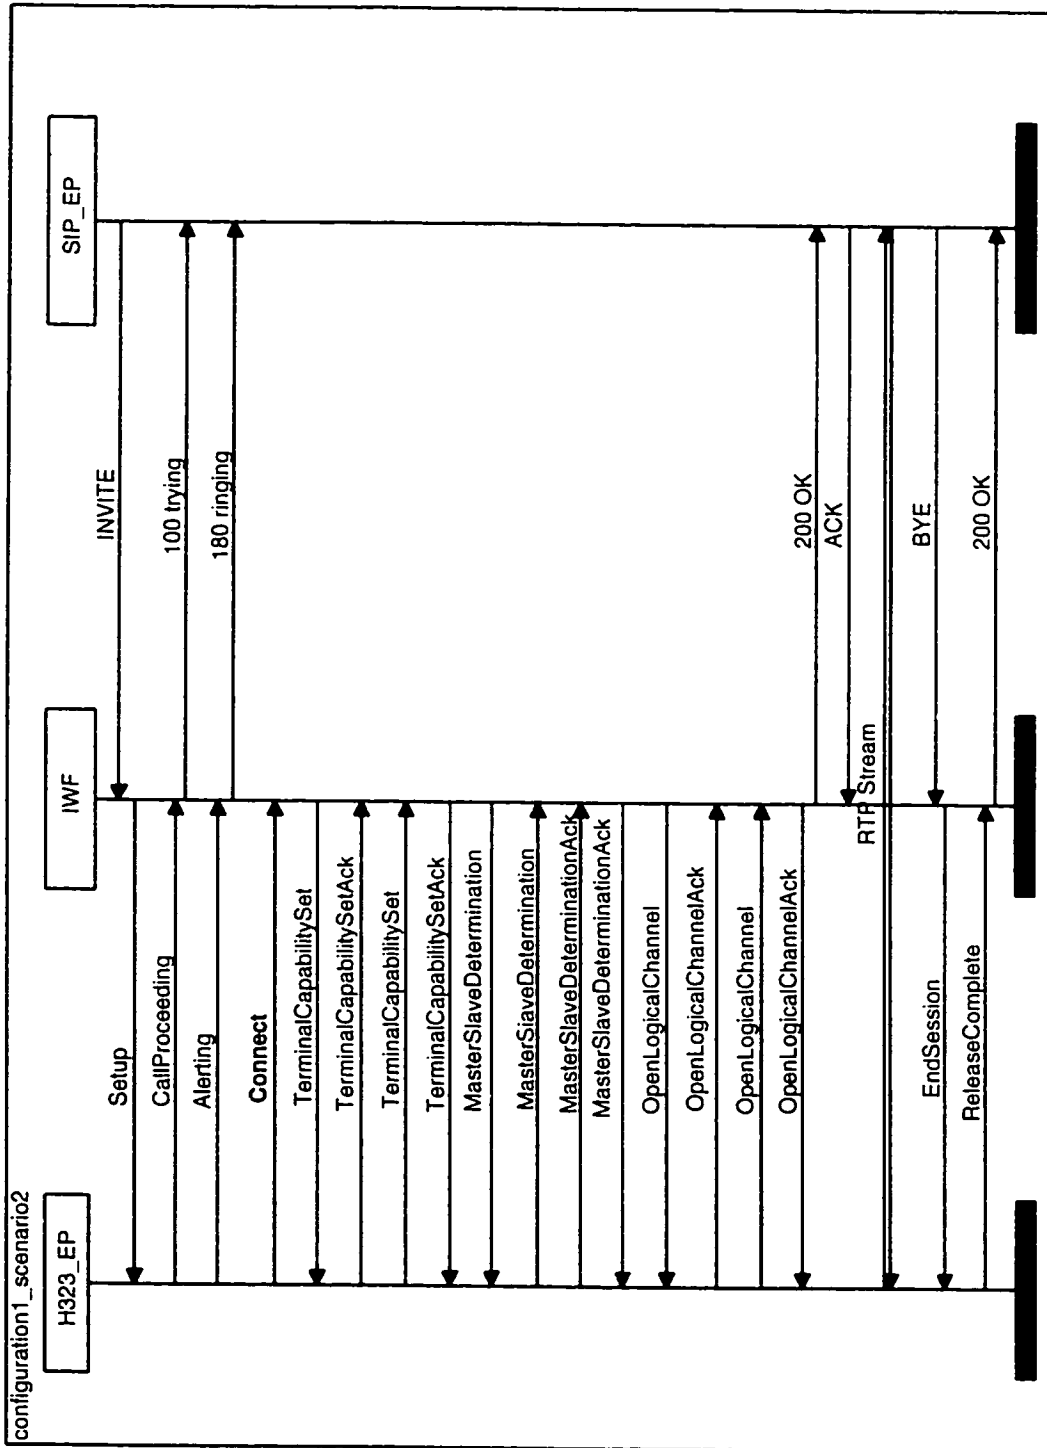 configuration1_scenario2
H323_EP
IWF
SIP_EP
INVITE
Setup
CallProceeding
100 trying
Alerting
180 ringing
Connect
TerminalCapabilitySet
TerminalCapabilitySetAck
TerminalCapabilitySet
TerminalCapabilitySetAck
MasterSlaveDetermination
MasterSlaveDetermination
MasterSlaveDeterminationAck
MasterSlaveDeterminationAck
OpenLogicalChannel
OpenLogicalChannelAck
OpenLogicalChannel
OpenLogicalChannelAck
200 OK
ACK
RTP Stream
BYE
EndSession
ReleaseComplete
200 OK